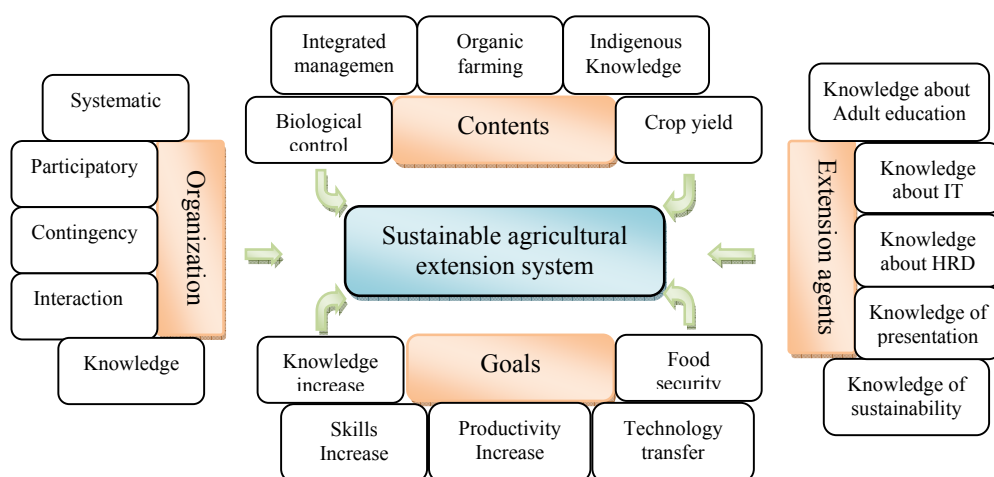 Integrated
managemen
Organic
farming
Indigenous
Knowledge
Biological
control
Contents
Crop yield
Systematic
Participatory
Contingency
Interaction
Knowledge
Organization
Sustainable agricultural
extension system
Knowledge about
Adult education
Knowledge
about IT
Knowledge
about HRD
Knowledge of
presentation
Knowledge of
sustainability
Extension agents
Knowledge
increase
Goals
Food
security
Skills
Increase
Productivity
Increase
Technology
transfer